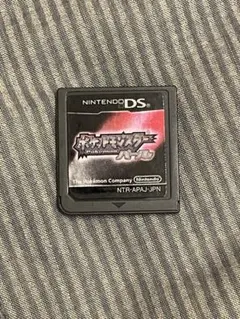 NINTENDO DS
ポケットモンスター
Pokémon
パール
The Pokémon Company Nintendo
NTR-APAJ-JPN